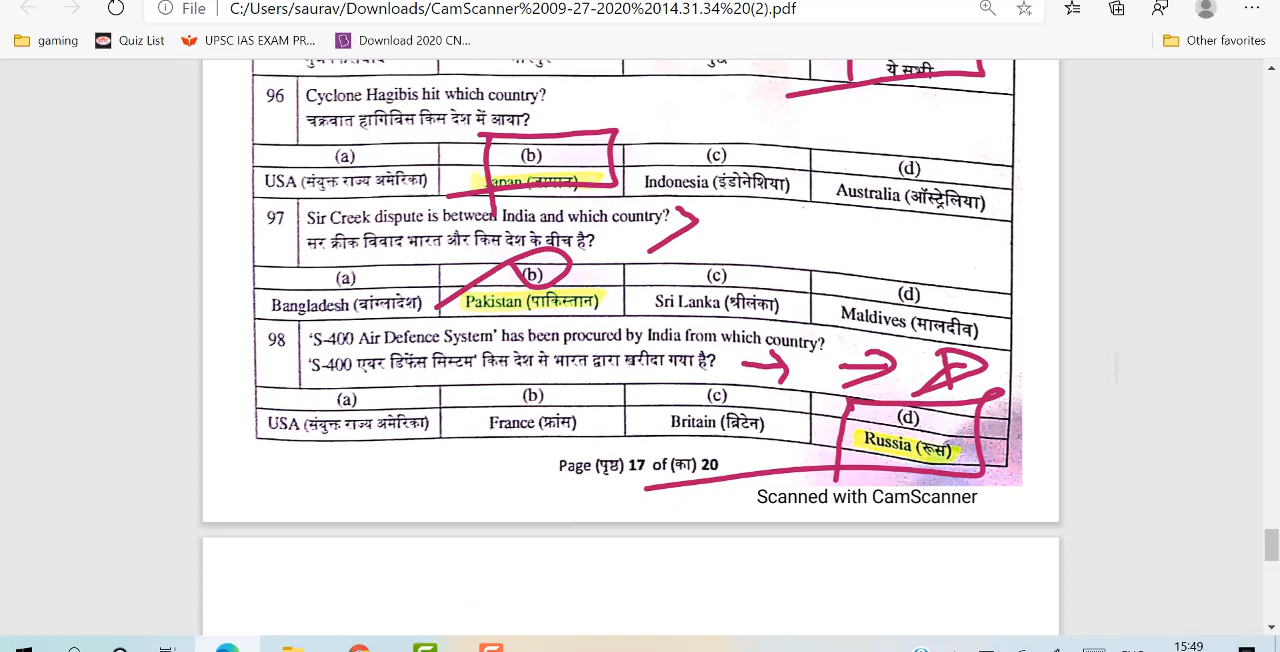 File C:/Users/saurav/Downloads/CamScanner%2009-27-2020%2014.31.34%20(2).pdf
gaming Quiz List UPSC IAS EXAM PR... Download 2020 CN... Other favorites
ये सभी
96 Cyclone Hagibis hit which country?
चक्रवात हागिविस किस देश में आया?
(a) (b) (c) (d)
USA (संयुक्त राज्य अमेरिका) Japan (जापान) Indonesia (इंडोनेशिया) Australia (ऑस्ट्रेलिया)
97 Sir Creek dispute is between India and which country?
सर क्रीक विवाद भारत और किस देश के बीच है?
(a) (b) (c) (d)
Bangladesh (बांग्लादेश) Pakistan (पाकिस्तान) Sri Lanka (श्रीलंका) Maldives (मालदीव)
98 ‘S-400 Air Defence System’ has been procured by India from which country?
‘S-400 एयर डिफेंस सिस्टम’ किस देश से भारत द्वारा खरीदा गया है?
(a) (b) (c) (d)
USA (संयुक्त राज्य अमेरिका) France (फ्रांस) Britain (ब्रिटेन) Russia (रूस)
Page (पृष्ठ) 17 of (का) 20
Scanned with CamScanner
15:49